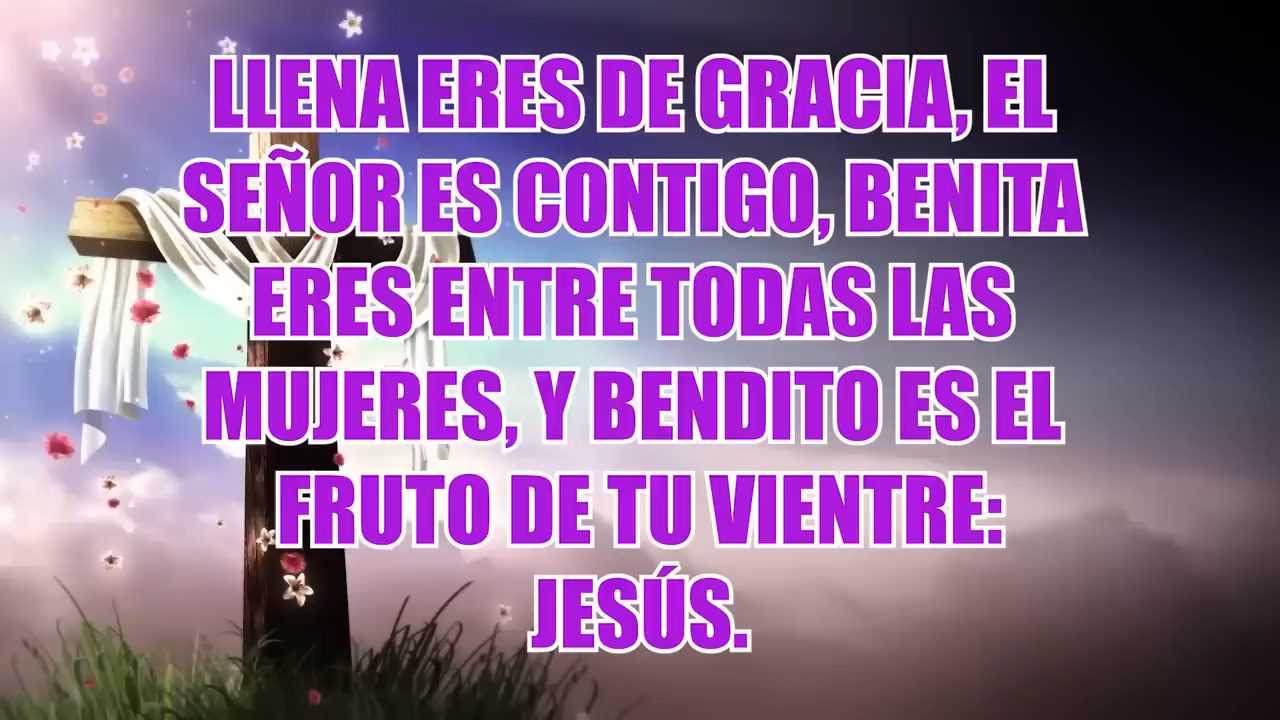 LLENA ERES DE GRACIA, EL
SEÑOR ES CONTIGO, BENITA
ERES ENTRE TODAS LAS
MUJERES, Y BENDITO ES EL
FRUTO DE TU VIENTRE:
JESÚS.